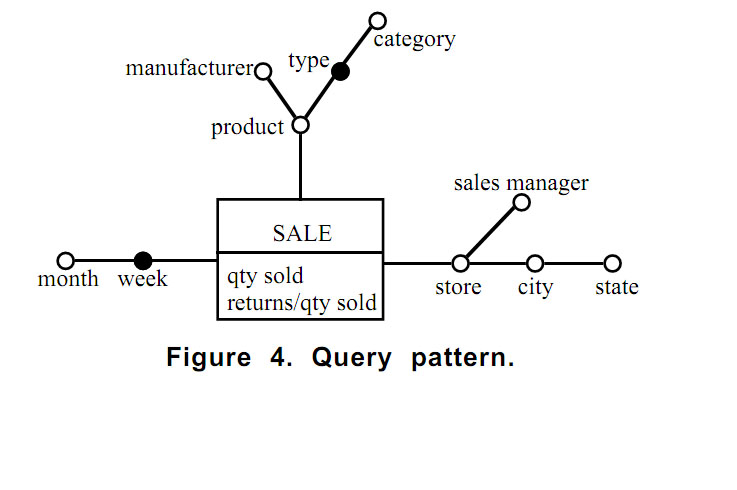 category
type
manufacturer
product
sales manager
SALE
month
week
qty sold
returns/qty sold
store
city
state
Figure 4. Query pattern.